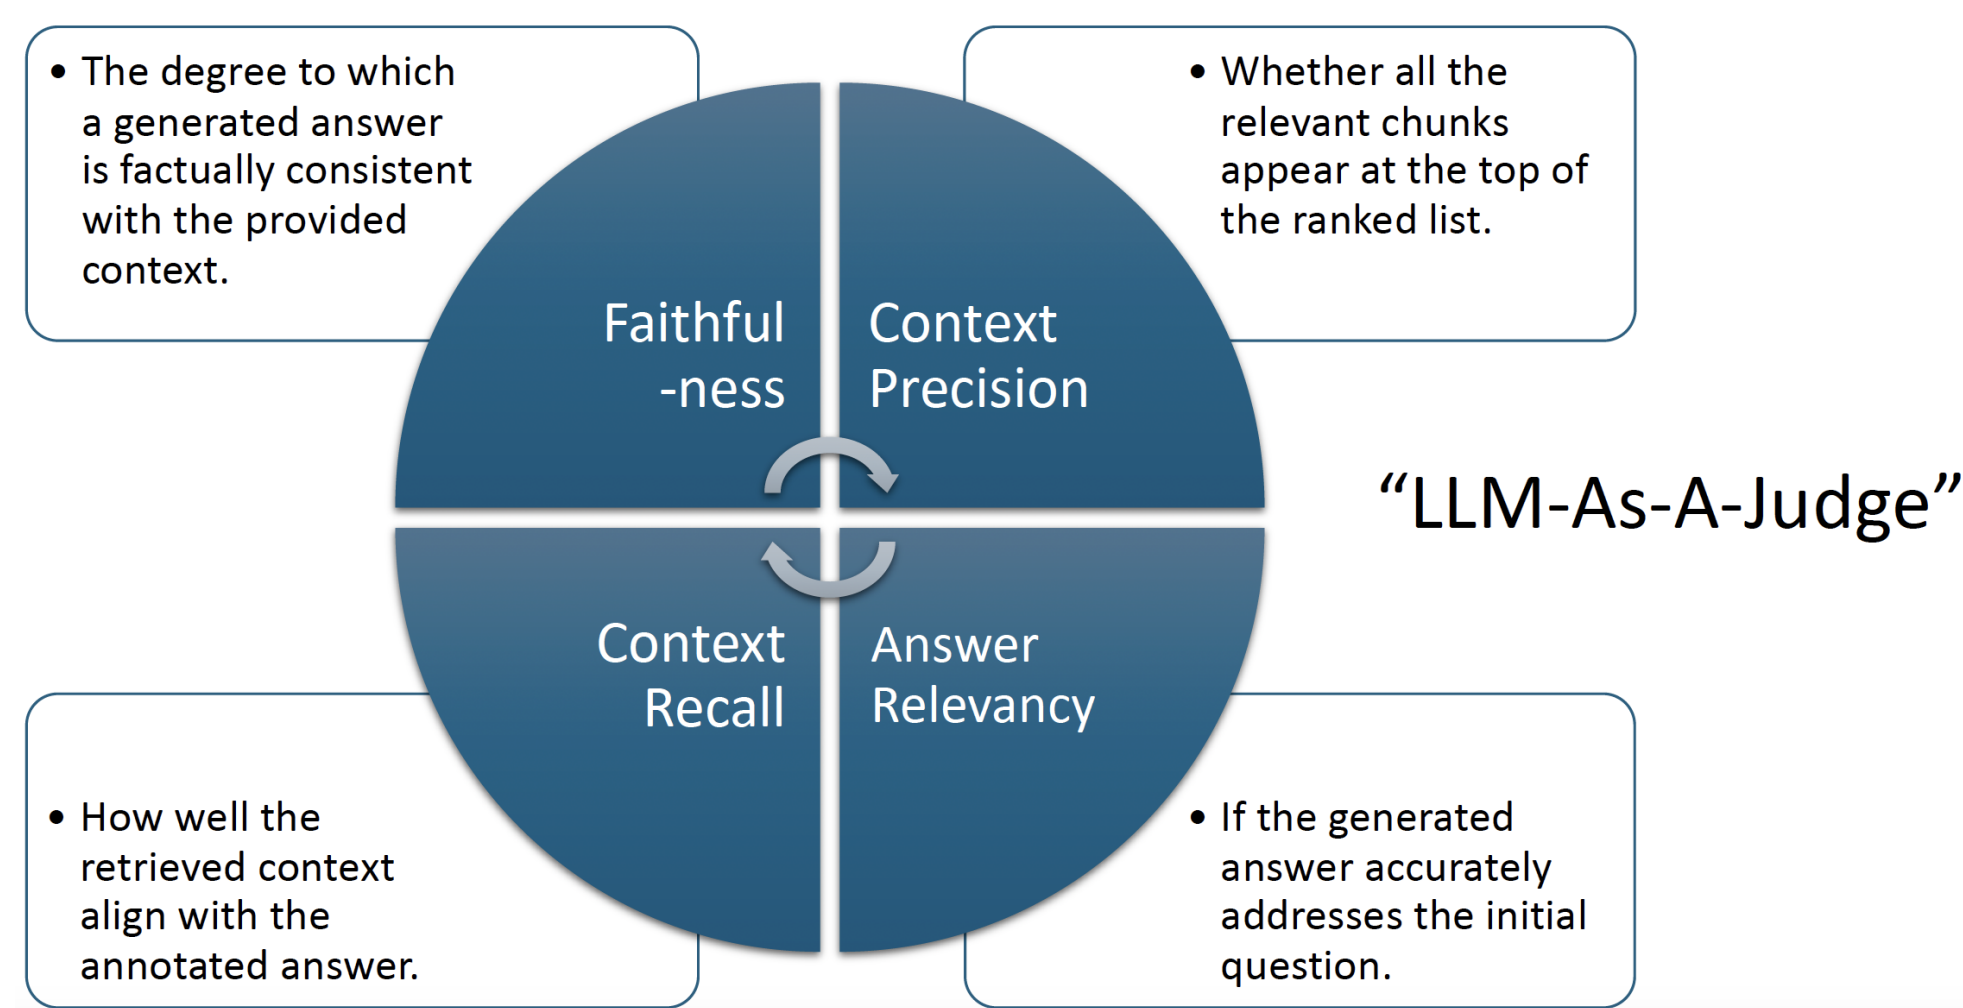 • The degree to which
a generated answer
is factually consistent
with the provided
context.
• Whether all the
relevant chunks
appear at the top of
the ranked list.
Faithful
-ness
Context
Precision
“LLM-As-A-Judge”
Context
Recall
Answer
Relevancy
• How well the
retrieved context
align with the
annotated answer.
• If the generated
answer accurately
addresses the initial
question.